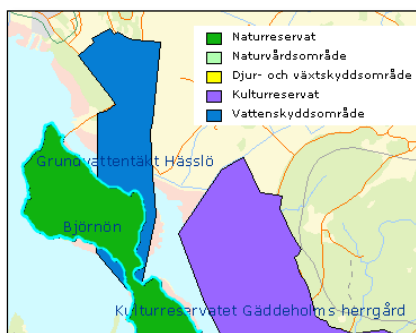 Naturreservat
Naturvårdsområde
Djur- och växtskyddsområde
Kulturreservat
Vattenskyddsområde
Grundvattentäkt Hässlö
Björnön
Kulturreservatet Gäddeholms herrgård